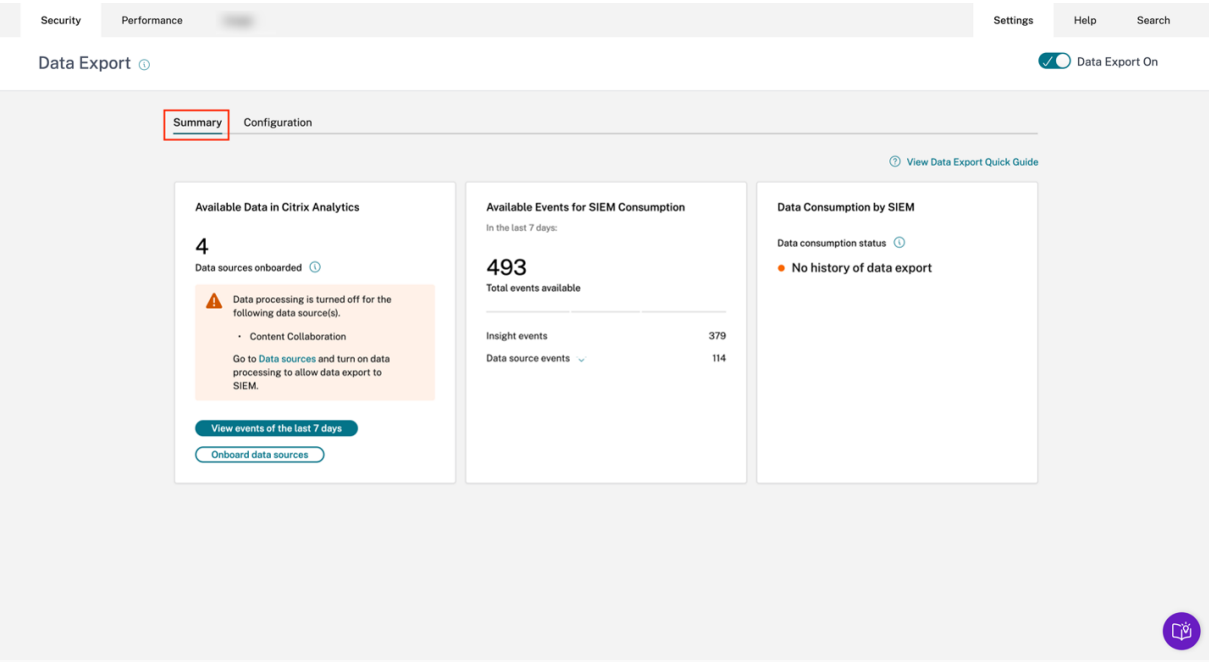 Security Performance Settings Help Search
Data Export Data Export On
Summary Configuration
View Data Export Quick Guide
Available Data in Citrix Analytics
4
Data sources onboarded
Data processing is turned off for the
following data source(s).
• Content Collaboration
Go to Data sources and turn on data
processing to allow data export to
SIEM.
View events of the last 7 days
Onboard data sources
Available Events for SIEM Consumption
In the last 7 days:
493
Total events available
Insight events 379
Data source events 114
Data Consumption by SIEM
Data consumption status
No history of data export